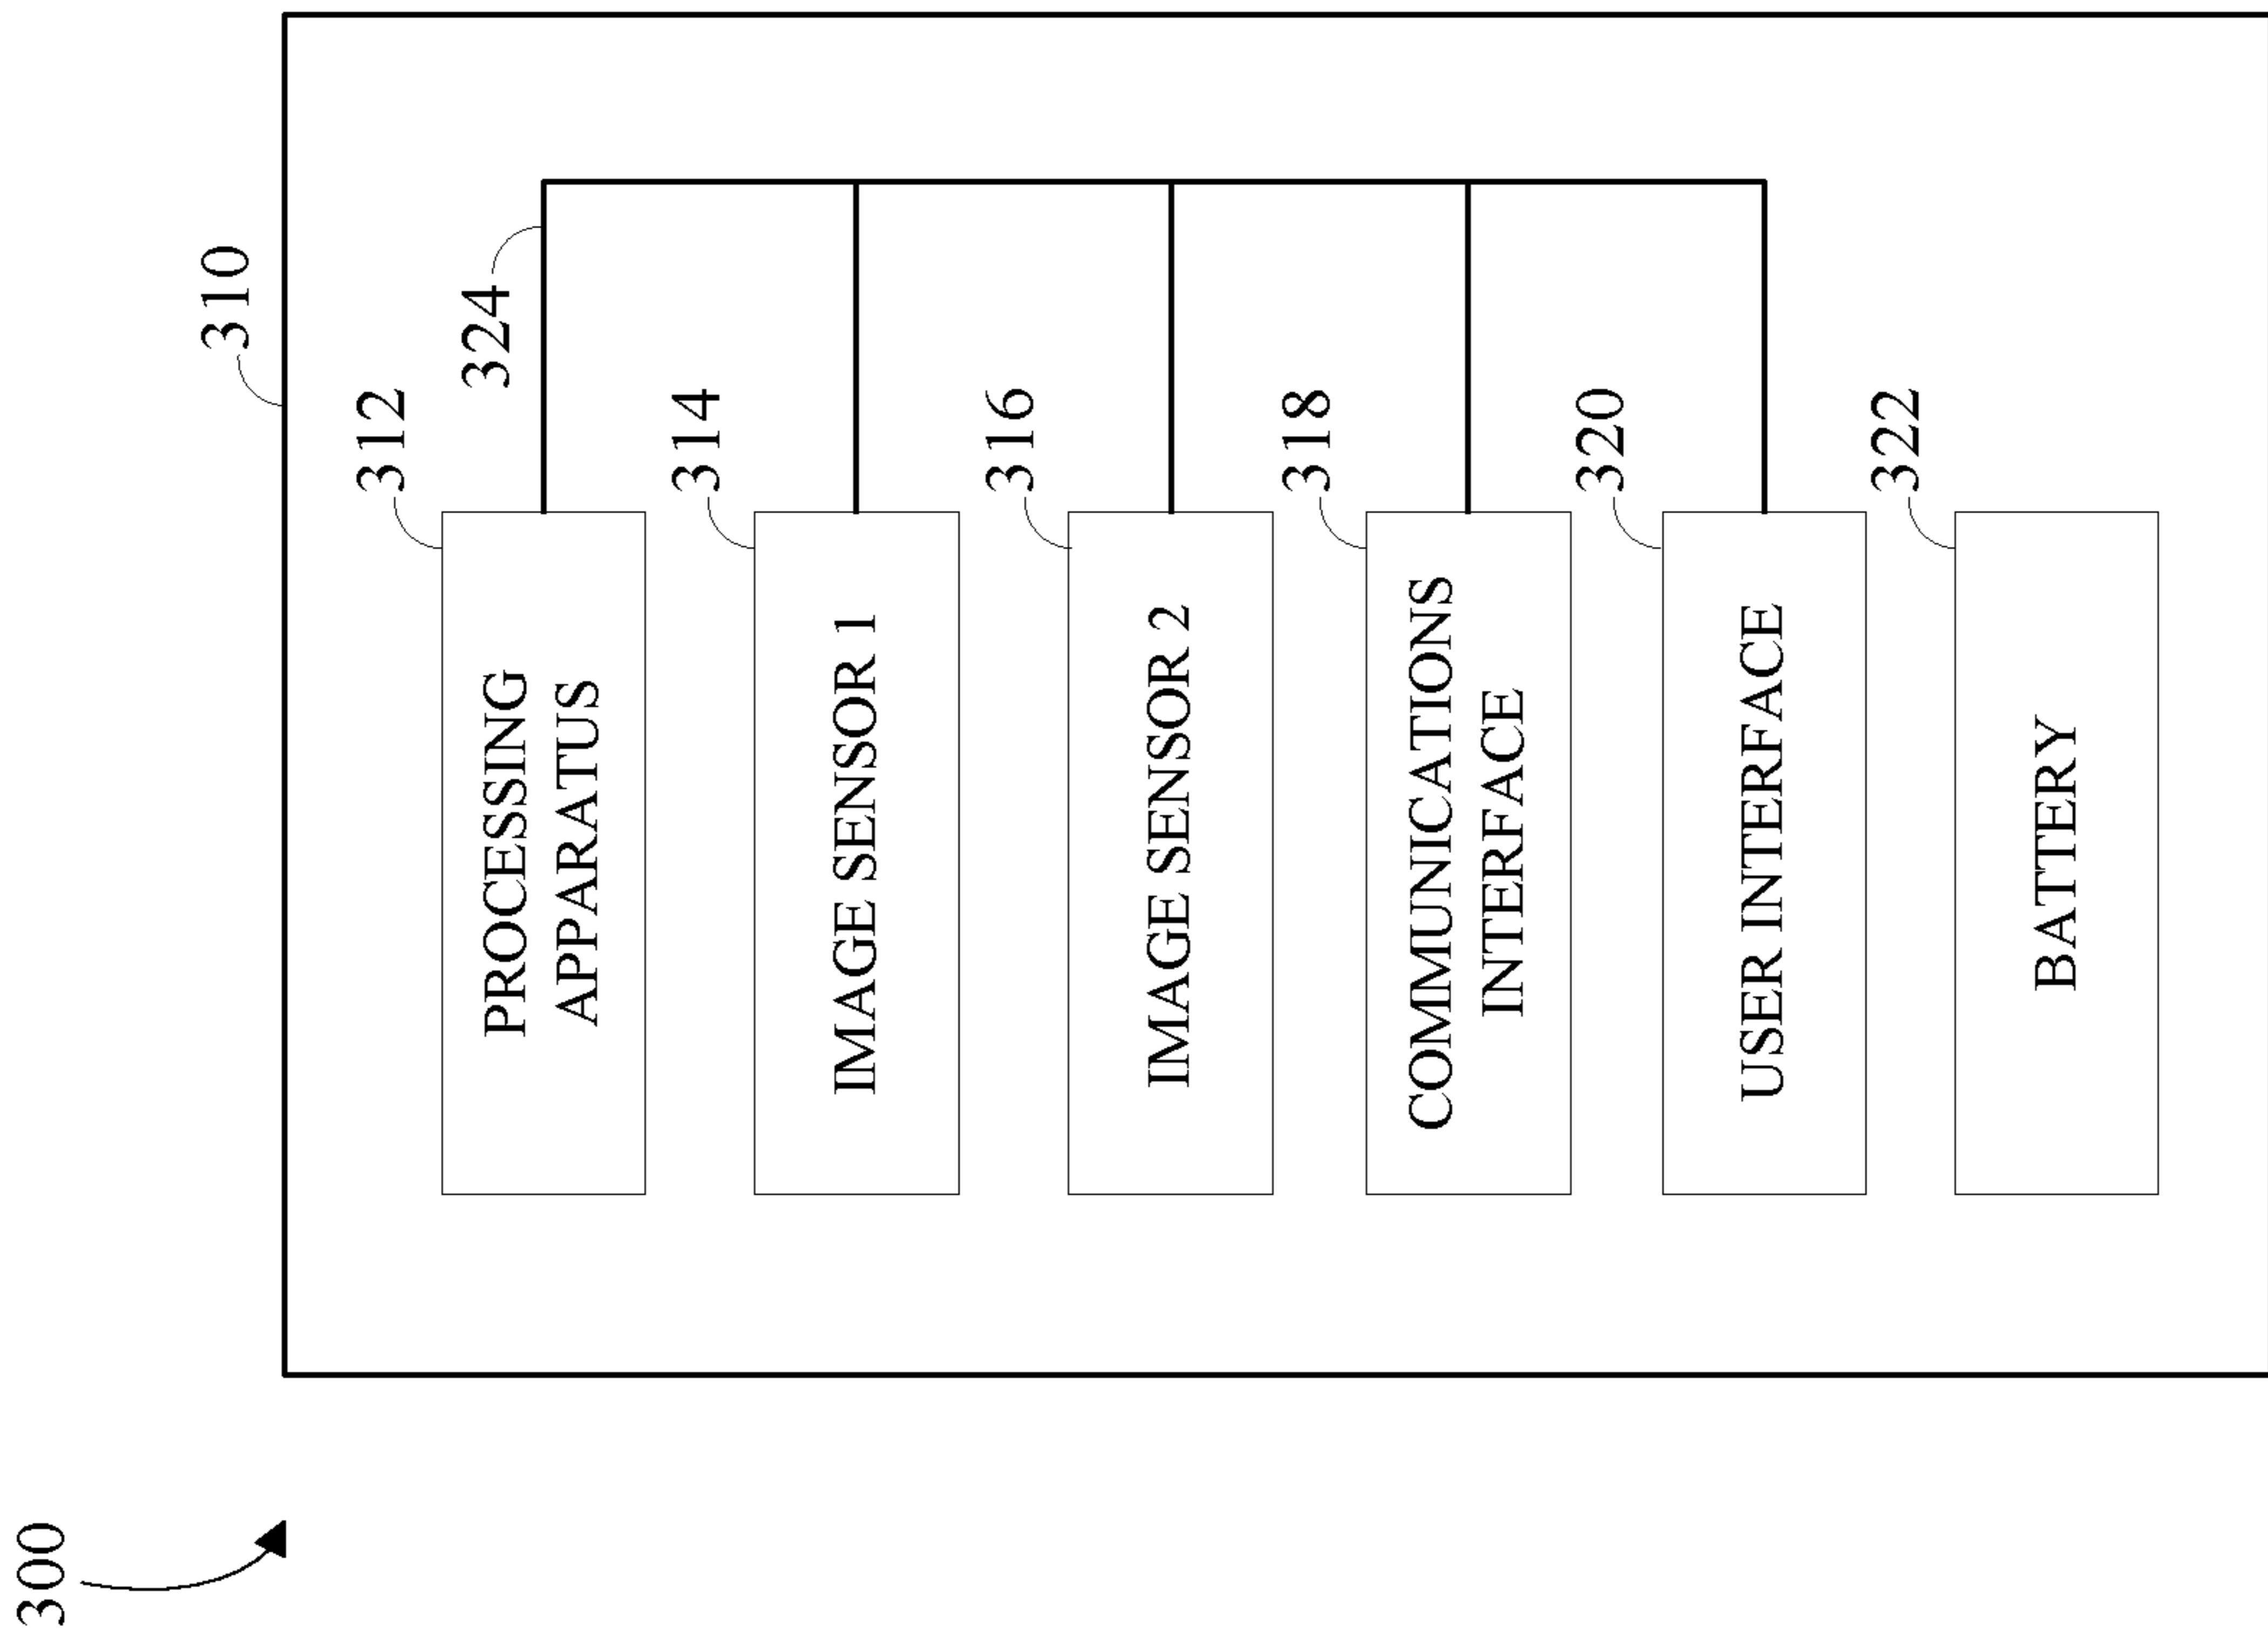 300
310
324
312
PROCESSING
APPARATUS
314
IMAGE SENSOR 1
316
IMAGE SENSOR 2
318
COMMUNICATIONS
INTERFACE
320
USER INTERFACE
322
BATTERY